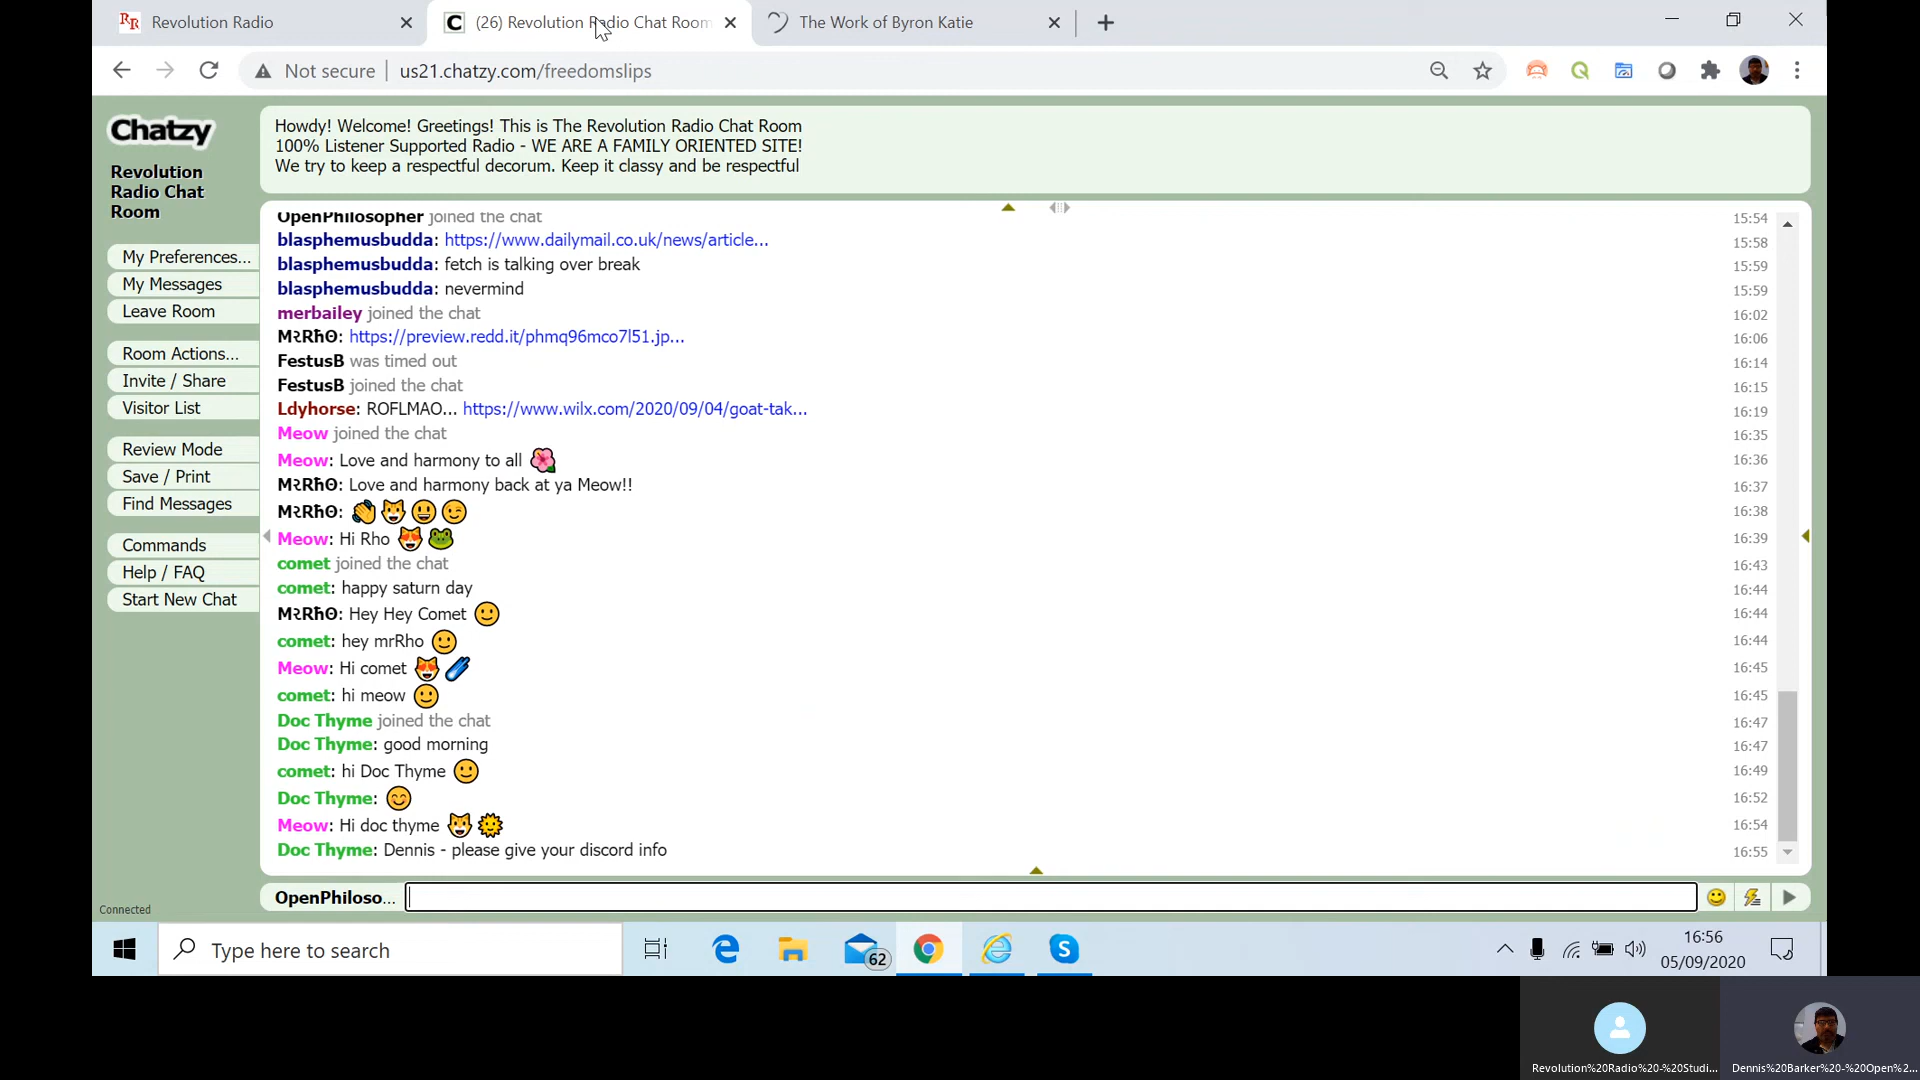 Revolution Radio
(26) Revolution Radio Chat Room
The Work of Byron Katie
Not secure
us21.chatzy.com/freedomslips
Chatzy
Revolution
Radio Chat
Room
My Preferences...
My Messages
Leave Room
Room Actions...
Invite / Share
Visitor List
Review Mode
Save / Print
Find Messages
Commands
Help / FAQ
Start New Chat
Connected
Howdy! Welcome! Greetings! This is The Revolution Radio Chat Room
100% Listener Supported Radio - WE ARE A FAMILY ORIENTED SITE!
We try to keep a respectful decorum. Keep it classy and be respectful
OpenPhilosopher joined the chat 15:54
blasphemusbudda: https://www.dailymail.co.uk/news/article... 15:58
blasphemusbudda: fetch is talking over break 15:59
blasphemusbudda: nevermind 15:59
merbailey joined the chat 16:02
MꙅRħΘ: https://preview.redd.it/phmq96mco7l51.jp... 16:06
FestusB was timed out 16:14
FestusB joined the chat 16:15
Ldyhorse: ROFLMAO... https://www.wilx.com/2020/09/04/goat-tak... 16:19
Meow joined the chat 16:35
Meow: Love and harmony to all 🌺 16:36
MꙅRħΘ: Love and harmony back at ya Meow!! 16:37
MꙅRħΘ: 👋😺😃😉 16:38
Meow: Hi Rho 😻🐸 16:39
comet joined the chat 16:43
comet: happy saturn day 16:44
MꙅRħΘ: Hey Hey Comet 🙂 16:44
comet: hey mrRho 🙂 16:44
Meow: Hi comet 😻☄ 16:45
comet: hi meow 🙂 16:45
Doc Thyme joined the chat 16:47
Doc Thyme: good morning 16:47
comet: hi Doc Thyme 🙂 16:49
Doc Thyme: 😊 16:52
Meow: Hi doc thyme 😺🌞 16:54
Doc Thyme: Dennis - please give your discord info 16:55
OpenPhiloso...
Type here to search
62
16:56
05/09/2020
Revolution%20Radio%20-%20Studi...
Dennis%20Barker%20-%20Open%2...